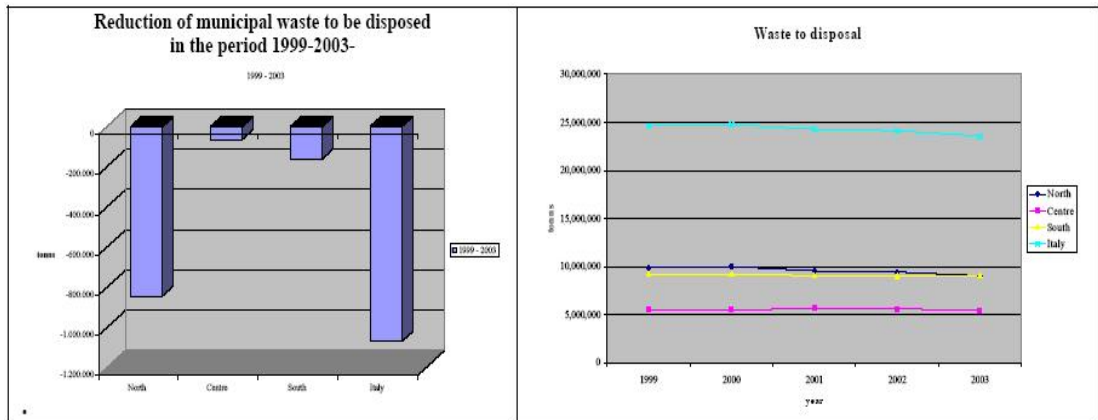 Reduction of municipal waste to be disposed
in the period 1999-2003-
1999 - 2003
0
-200.000
-400.000
-600.000
-800.000
-1.000.000
-1.200.000
tonns
North
Centre
South
Italy
1999 - 2003
Waste to disposal
30,000,000
25,000,000
20,000,000
15,000,000
10,000,000
5,000,000
0
tonns
1999
2000
2001
2002
2003
year
North
Centre
South
Italy